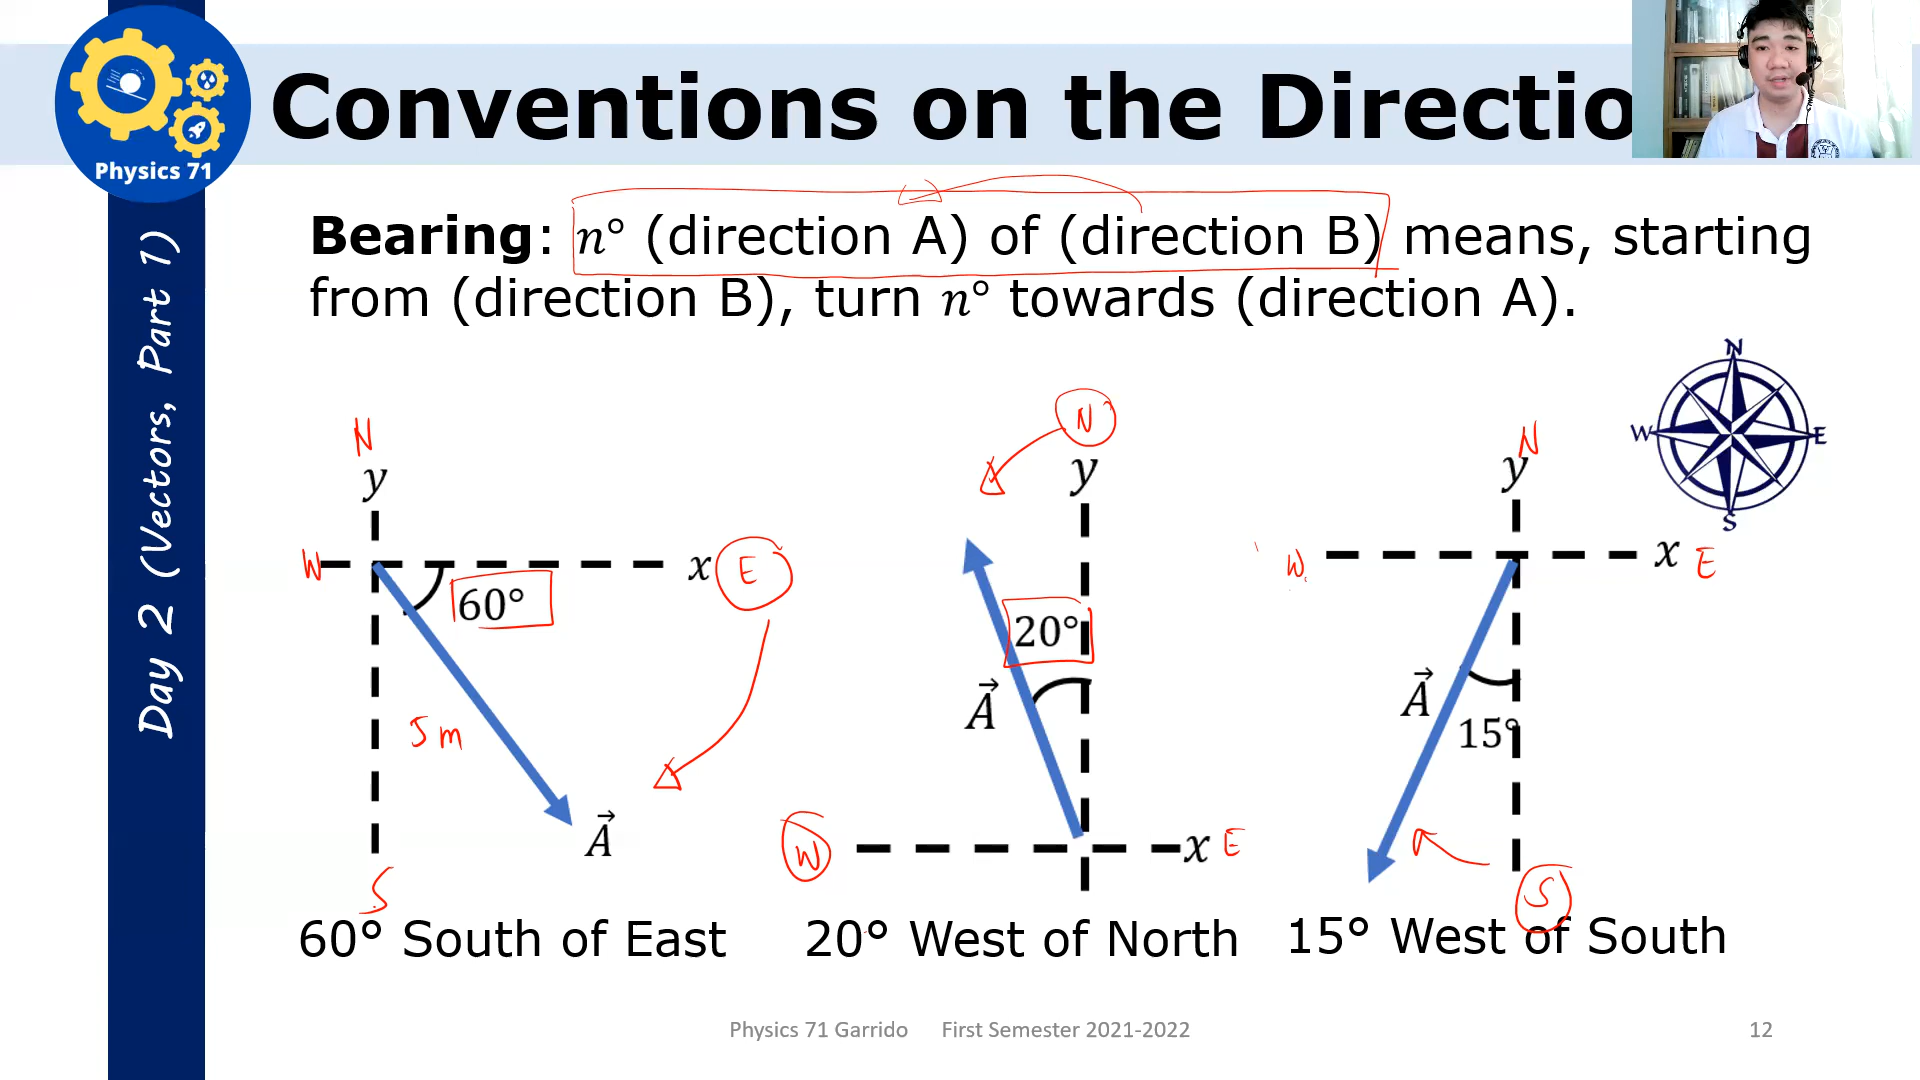 Conventions on the Directio
Physics 71
Day 2 (Vectors, Part 1)
Bearing: n° (direction A) of (direction B) means, starting
from (direction B), turn n° towards (direction A).
N
y
W
x
E
60°
5 m
A⃗
S
60° South of East
N
y
20°
A⃗
W
x
E
20° West of North
N
y
W
x
E
A⃗
15°
S
15° West of South
N
W
E
S
Physics 71 Garrido First Semester 2021-2022
12